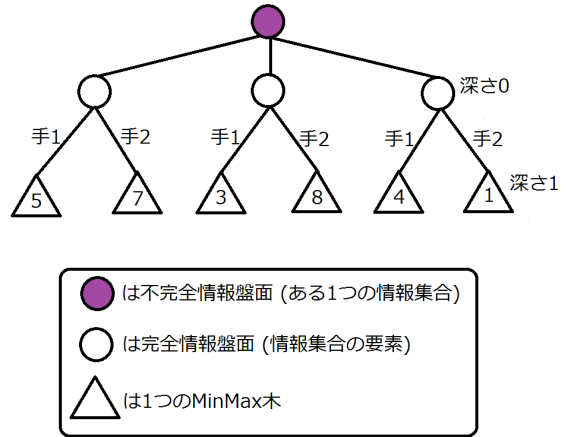 深さ0
手1 手2 手1 手2 手1 手2
5 7 3 8 4 1 深さ1
は不完全情報盤面 (ある1つの情報集合)
は完全情報盤面 (情報集合の要素)
は1つのMinMax木